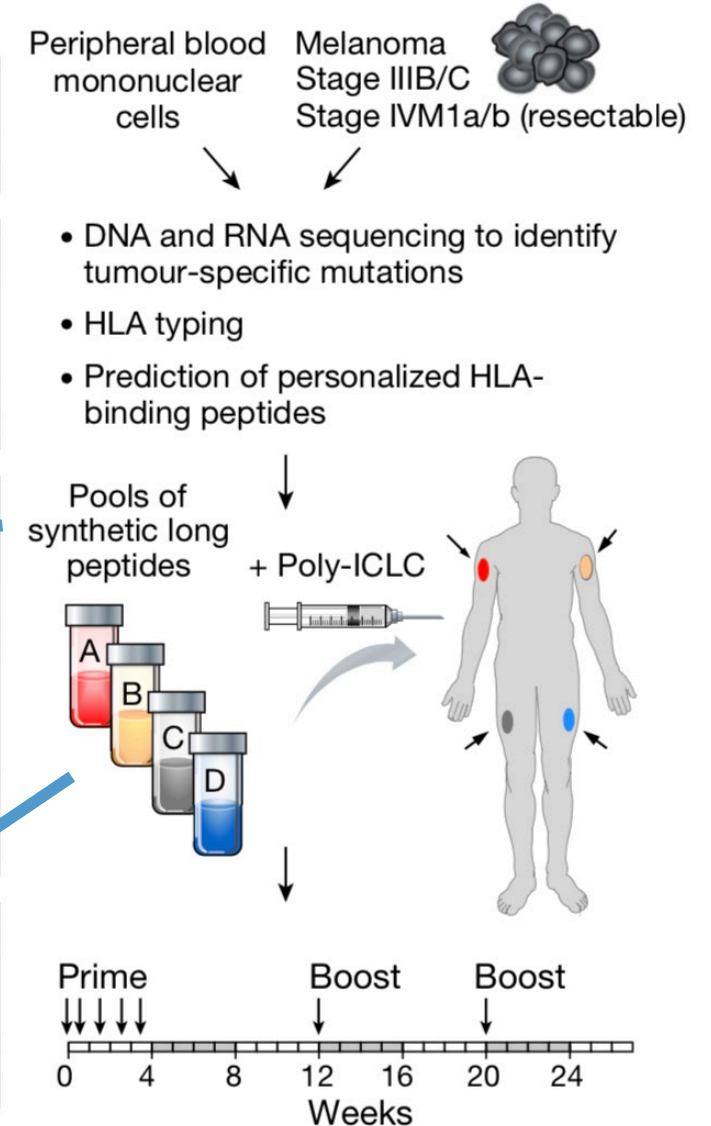 Peripheral blood
mononuclear
cells
Melanoma
Stage IIIB/C
Stage IVM1a/b (resectable)
• DNA and RNA sequencing to identify
tumour-specific mutations
• HLA typing
• Prediction of personalized HLA-
binding peptides
Pools of
synthetic long
peptides
+ Poly-ICLC
A
B
C
D
Prime
Boost
Boost
0 4 8 12 16 20 24
Weeks